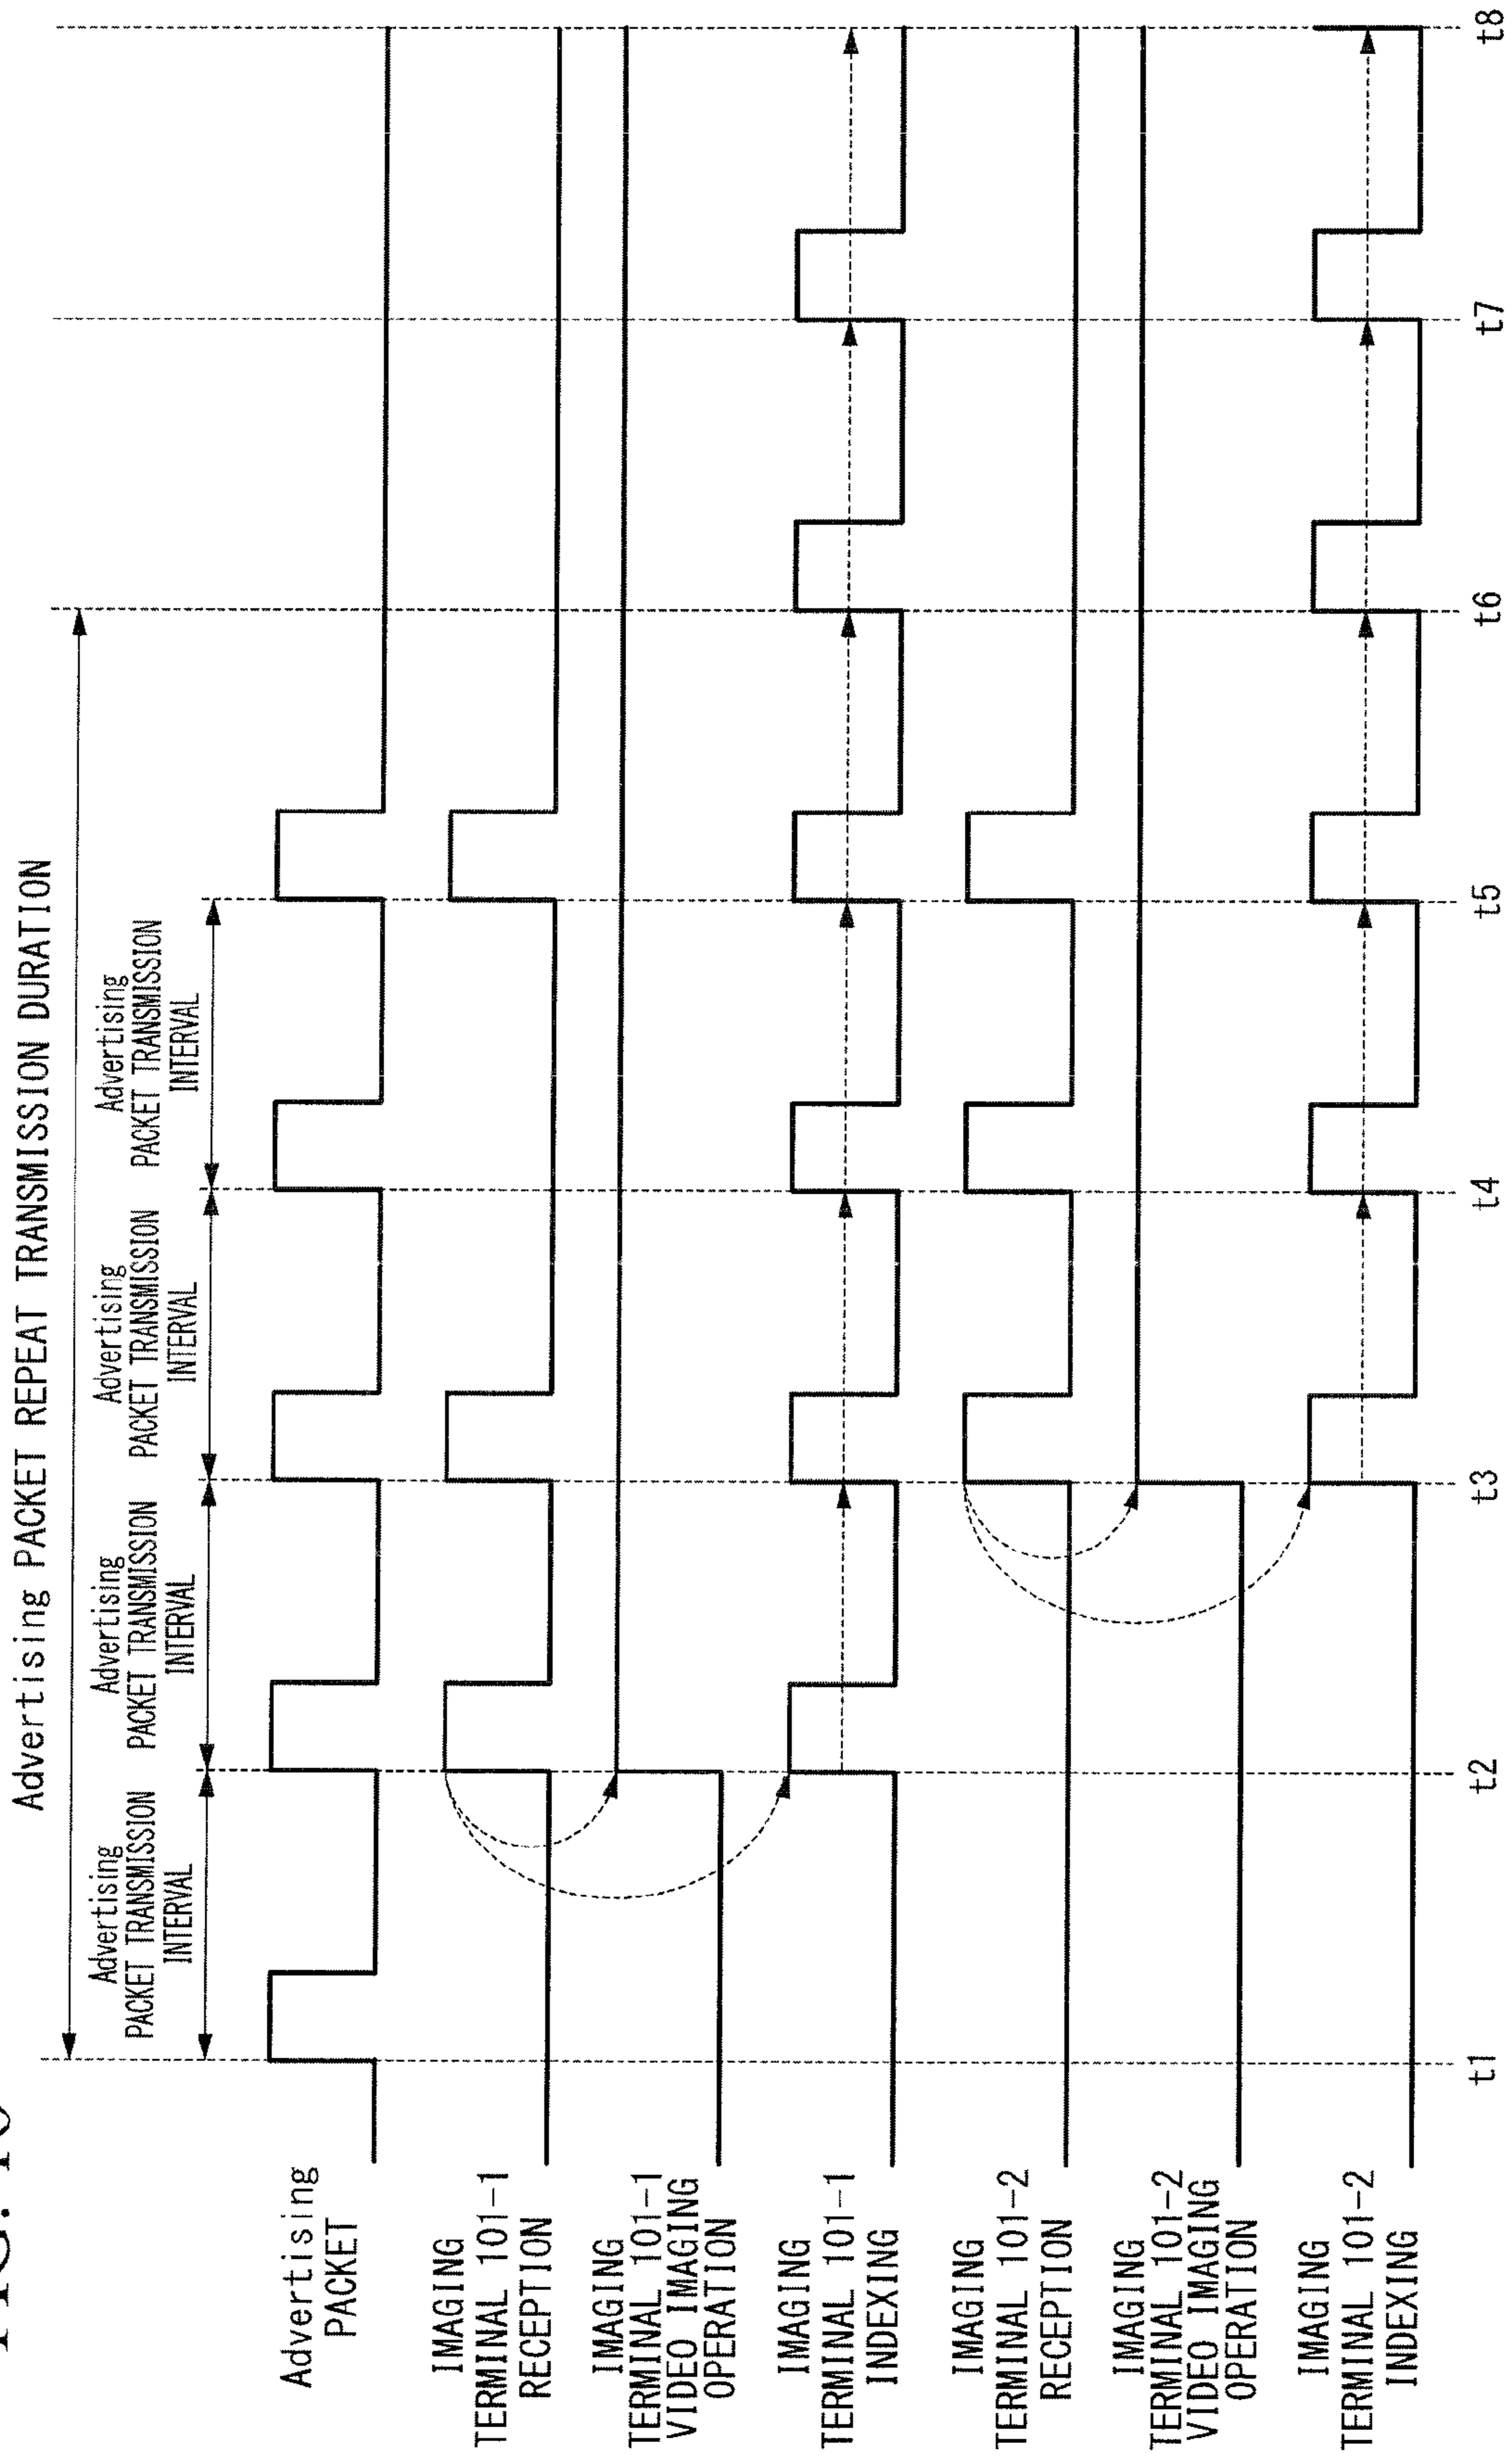 Advertising PACKET REPEAT TRANSMISSION DURATION
Advertising
PACKET TRANSMISSION
INTERVAL
Advertising
PACKET TRANSMISSION
INTERVAL
Advertising
PACKET TRANSMISSION
INTERVAL
Advertising
PACKET TRANSMISSION
INTERVAL
Advertising
PACKET
IMAGING
TERMINAL 101-1
RECEPTION
IMAGING
TERMINAL 101-1
VIDEO IMAGING
OPERATION
IMAGING
TERMINAL 101-1
INDEXING
IMAGING
TERMINAL 101-2
RECEPTION
IMAGING
TERMINAL 101-2
VIDEO IMAGING
OPERATION
IMAGING
TERMINAL 101-2
INDEXING
t1
t2
t3
t4
t5
t6
t7
t8